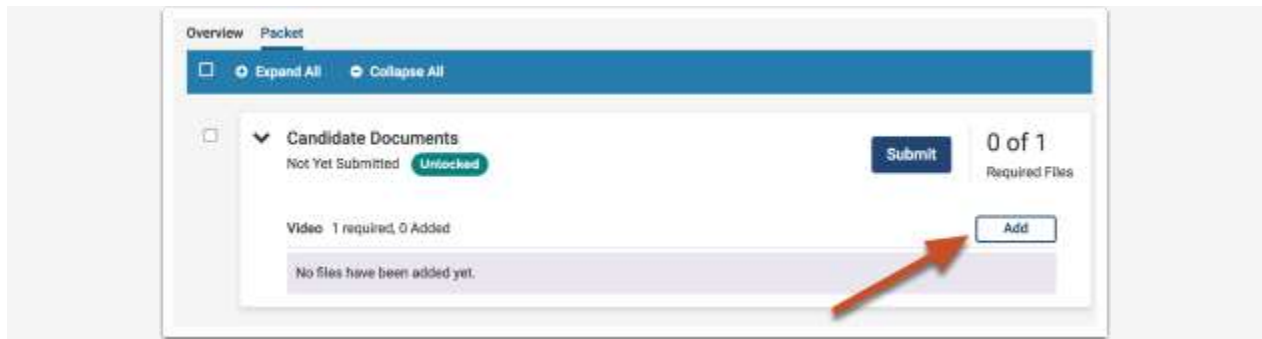 Overview Packet
Expand All Collapse All
Candidate Documents
Submit
0 of 1
Not Yet Submitted Unlocked
Required Files
Video 1 required, 0 Added
Add
No files have been added yet.